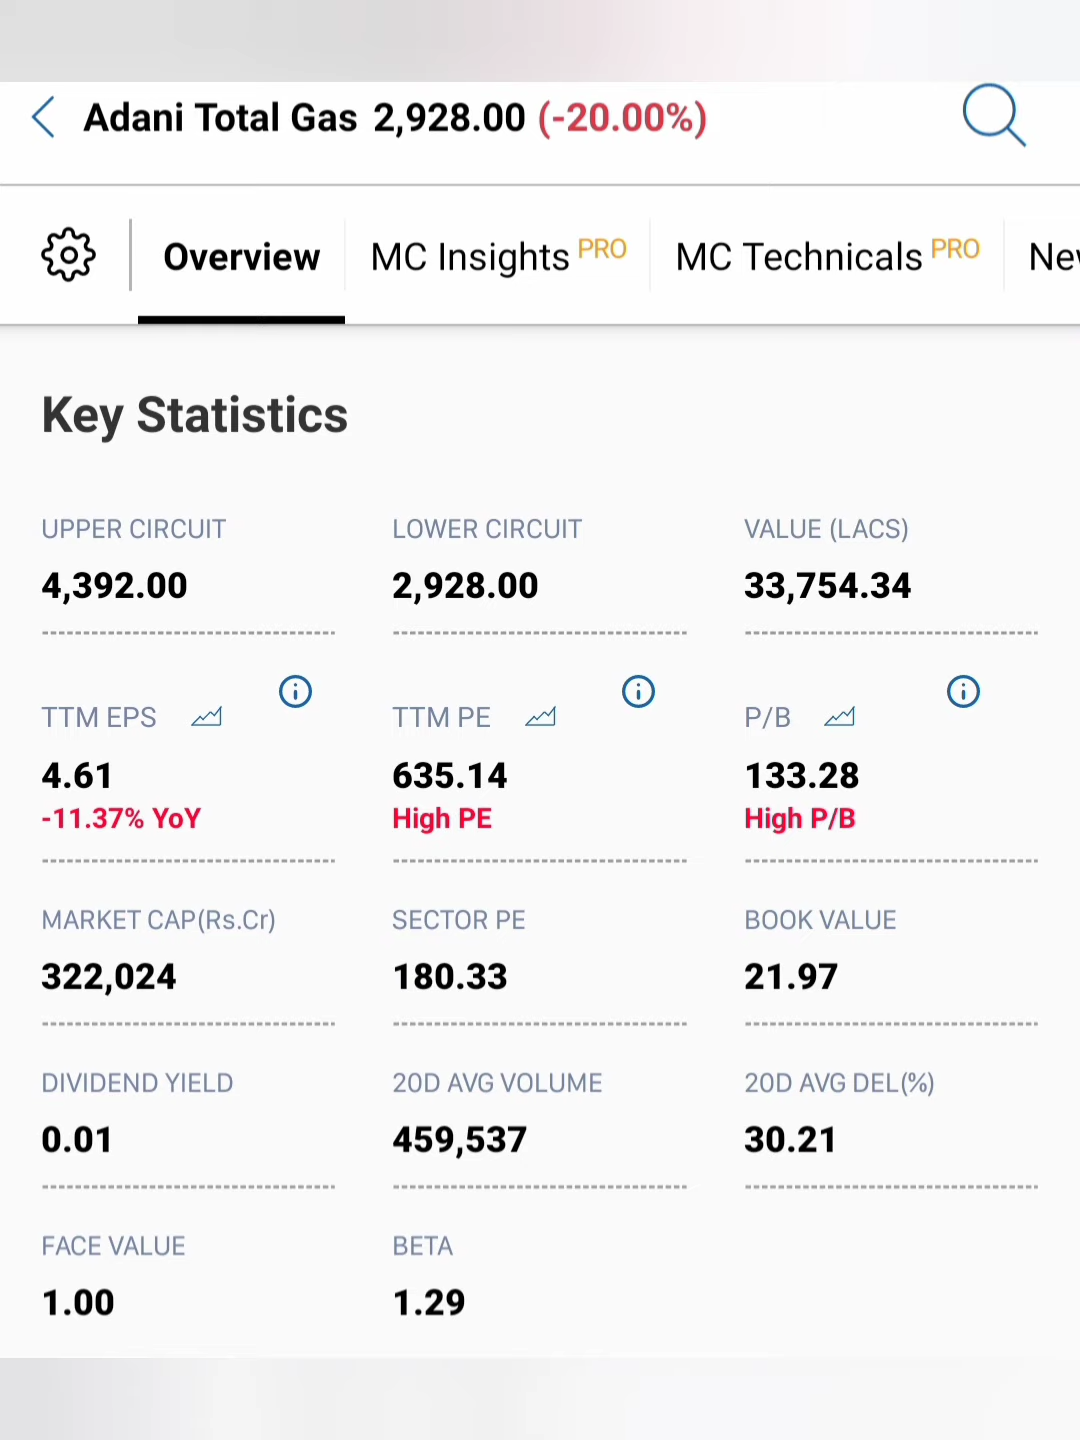 Adani Total Gas 2,928.00 (-20.00%)
Overview MC Insights PRO MC Technicals PRO
Key Statistics
UPPER CIRCUIT LOWER CIRCUIT VALUE (LACS)
4,392.00 2,928.00 33,754.34
TTM EPS TTM PE P/B
4.61 635.14 133.28
-11.37% YoY High PE High P/B
MARKET CAP(Rs.Cr) SECTOR PE BOOK VALUE
322,024 180.33 21.97
DIVIDEND YIELD 20D AVG VOLUME 20D AVG DEL(%)
0.01 459,537 30.21
FACE VALUE BETA
1.00 1.29